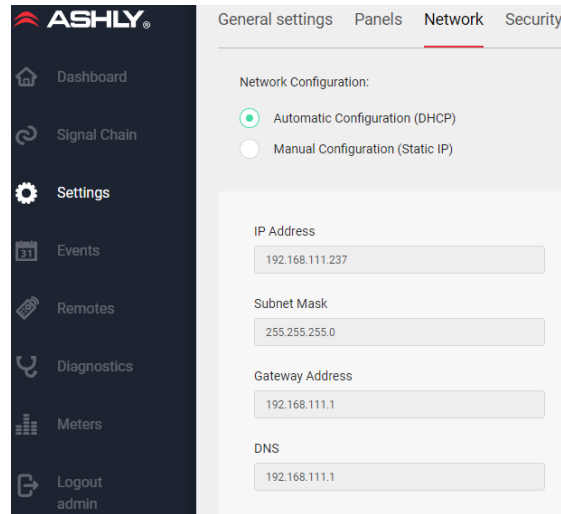 ASHLY®
General settings Panels Network Security
Dashboard
Signal Chain
Settings
31
Events
Remotes
Diagnostics
Meters
Logout
admin
Network Configuration:
Automatic Configuration (DHCP)
Manual Configuration (Static IP)
IP Address
192.168.111.237
Subnet Mask
255.255.255.0
Gateway Address
192.168.111.1
DNS
192.168.111.1